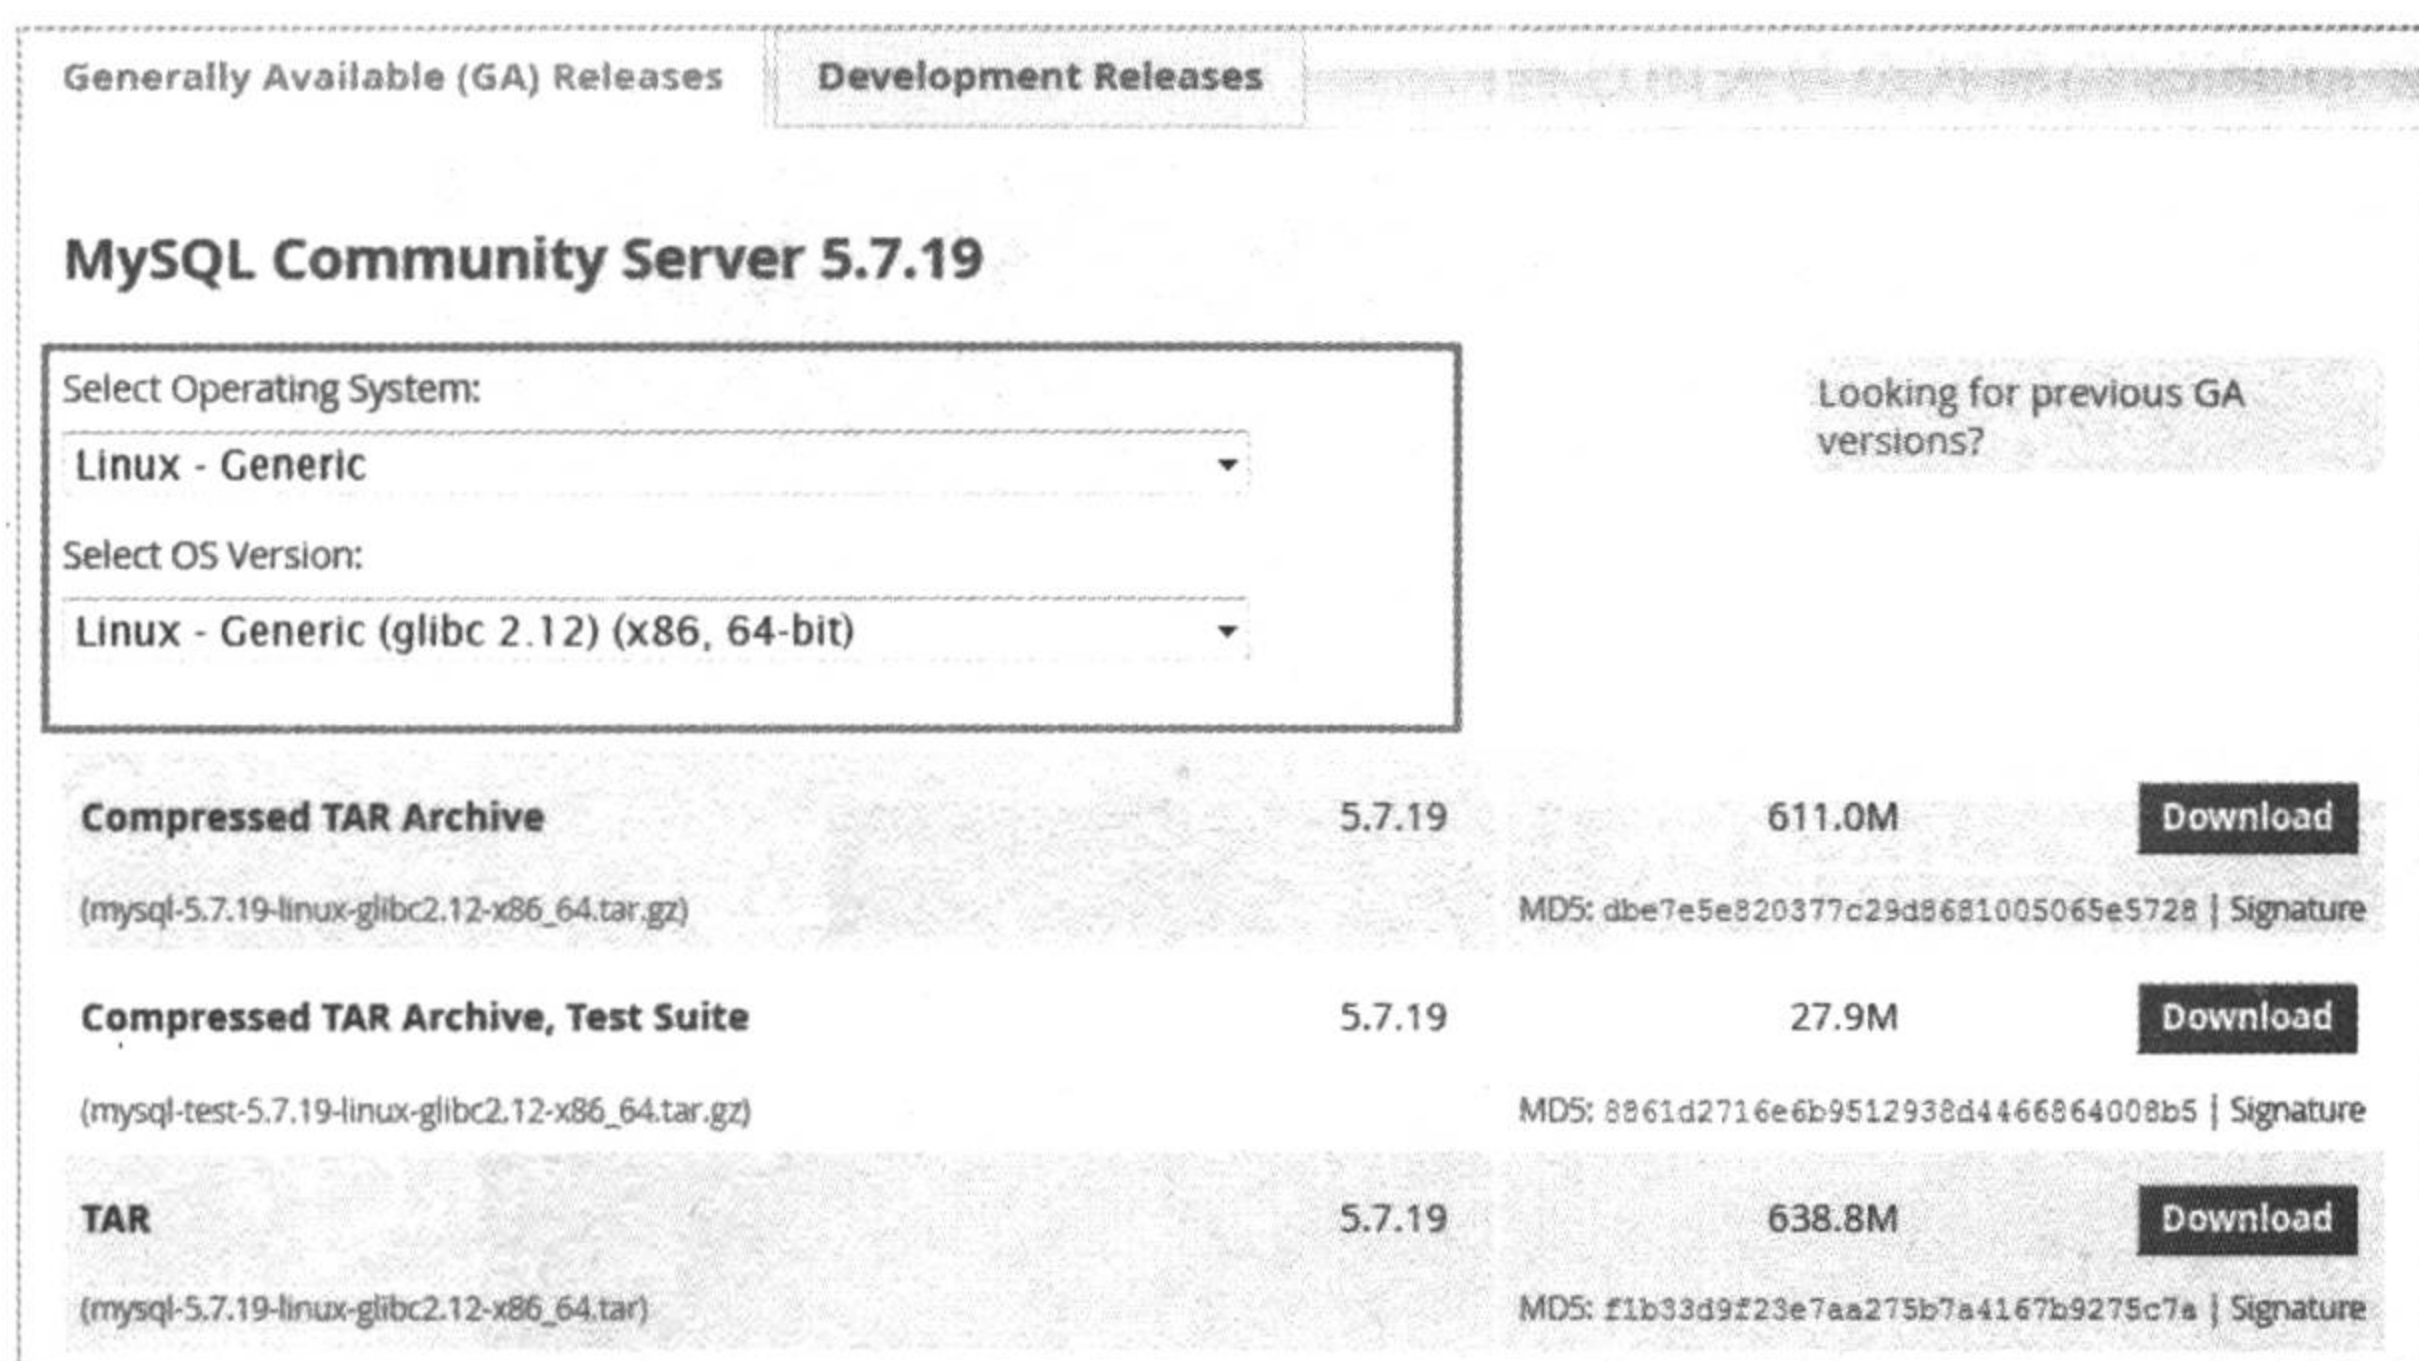 Generally Available (GA) Releases
Development Releases
MySQL Community Server 5.7.19
Select Operating System:
Linux - Generic
Looking for previous GA
versions?
Select OS Version:
Linux - Generic (glibc 2.12) (x86, 64-bit)
Compressed TAR Archive 5.7.19 611.0M Download
(mysql-5.7.19-linux-glibc2.12-x86_64.tar.gz) MD5: dbe7e5e820377c29d8681005065e5728 | Signature
Compressed TAR Archive, Test Suite 5.7.19 27.9M Download
(mysql-test-5.7.19-linux-glibc2.12-x86_64.tar.gz) MD5: 8861d2716e6b9512938d4466864008b5 | Signature
TAR 5.7.19 638.8M Download
(mysql-5.7.19-linux-glibc2.12-x86_64.tar) MD5: f1b33d9f23e7aa275b7a4167b9275c7a | Signature